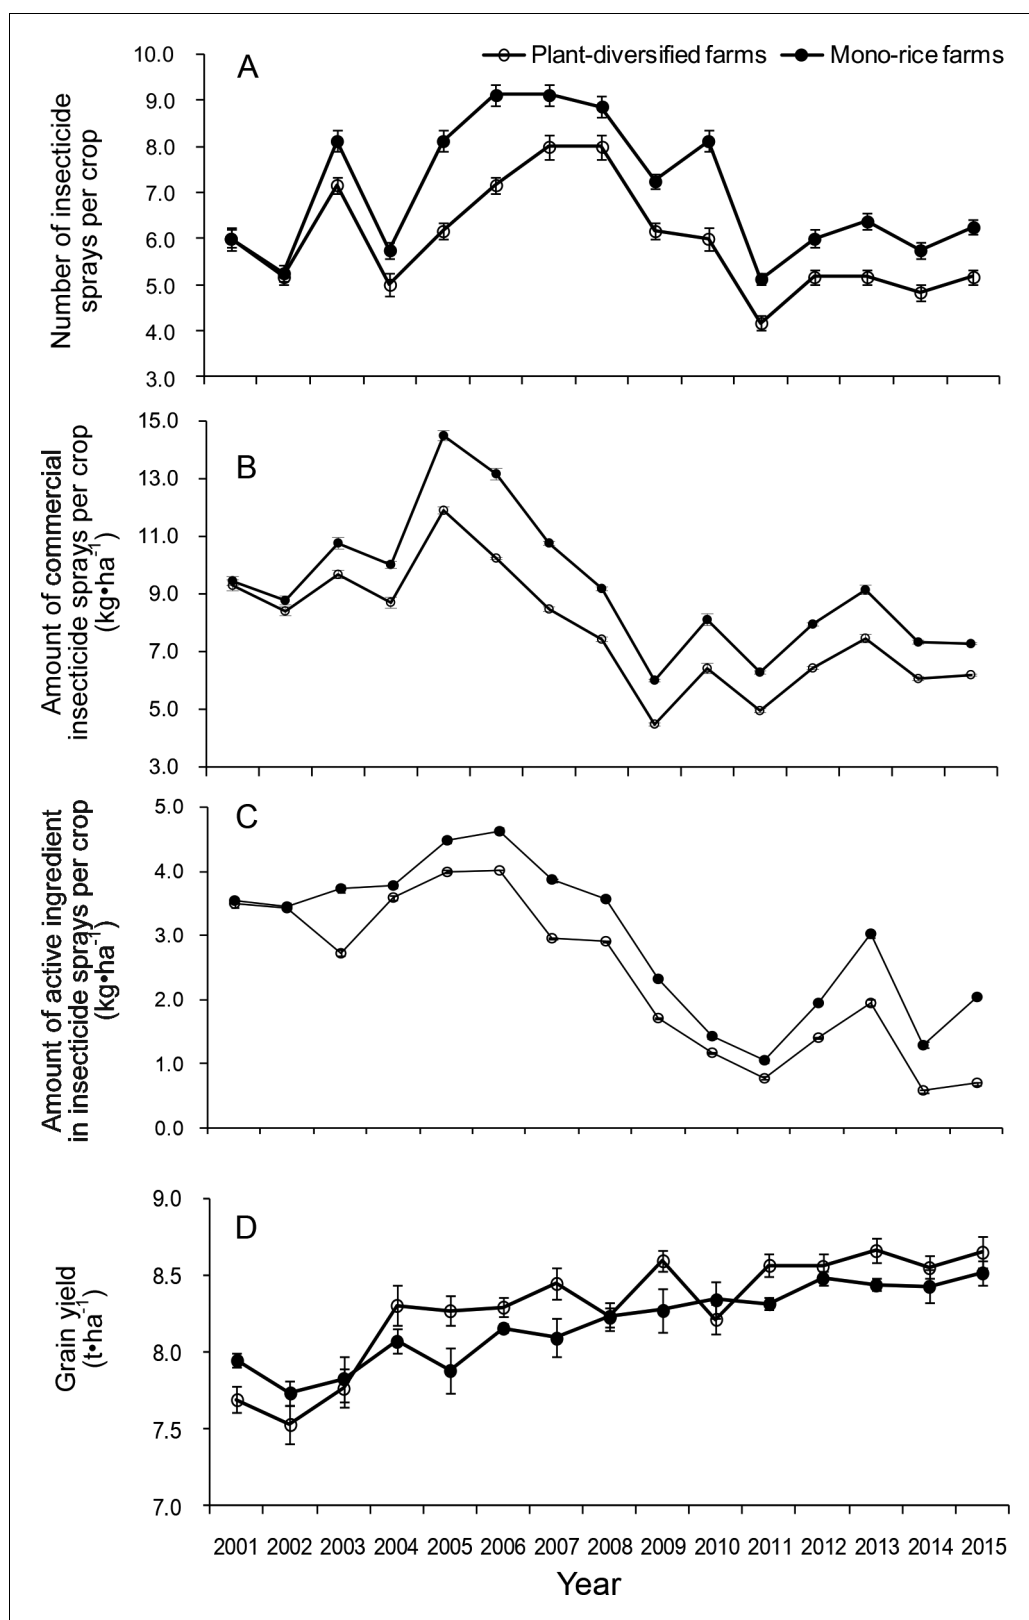 A
Plant-diversified farms
Mono-rice farms
10.0
9.0
8.0
7.0
6.0
5.0
4.0
3.0
Number of insecticide
sprays per crop
B
15.0
13.0
11.0
9.0
7.0
5.0
3.0
Amount of commercial
insecticide sprays per crop
(kg•ha⁻¹)
C
5.0
4.0
3.0
2.0
1.0
0.0
Amount of active ingredient
in insecticide sprays per crop
(kg•ha⁻¹)
D
9.0
8.5
8.0
7.5
7.0
Grain yield
(t•ha⁻¹)
2001 2002 2003 2004 2005 2006 2007 2008 2009 2010 2011 2012 2013 2014 2015
Year